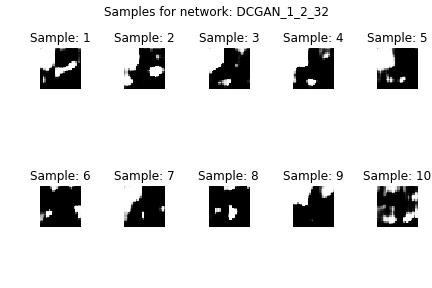 Samples for network: DCGAN_1_2_32
Sample: 1
Sample: 2
Sample: 3
Sample: 4
Sample: 5
Sample: 6
Sample: 7
Sample: 8
Sample: 9
Sample: 10